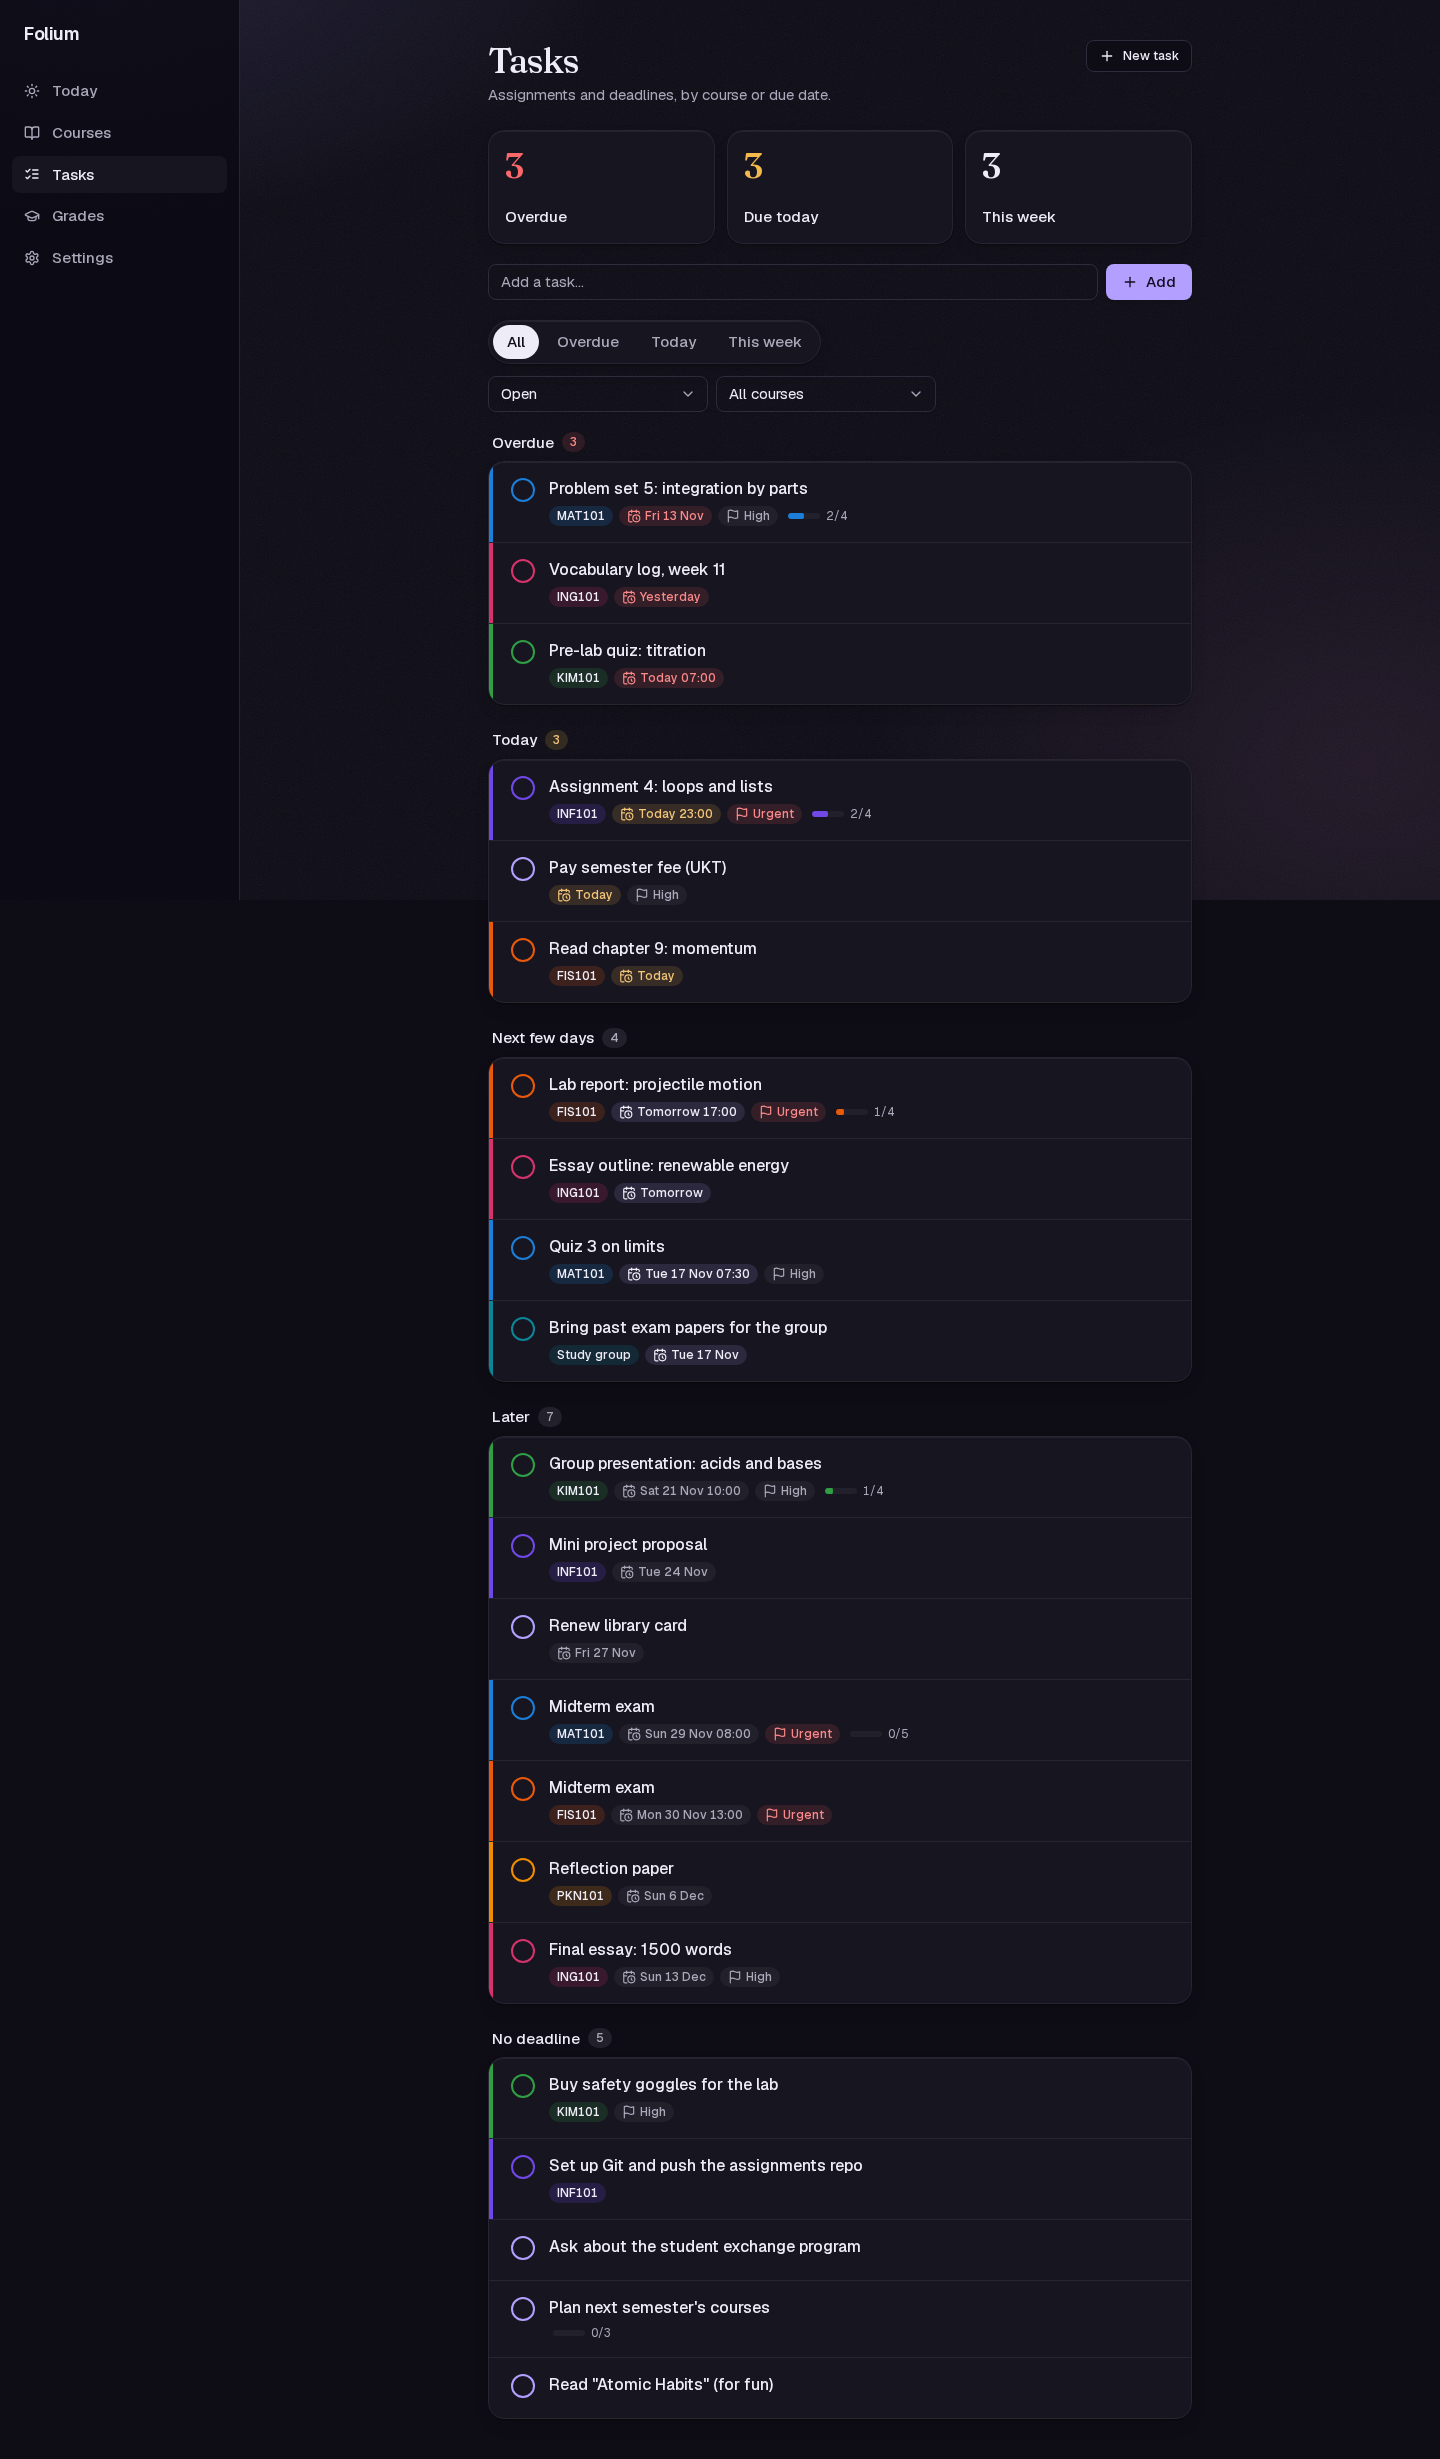 Folium
Today
Courses
Tasks
Grades
Settings
Tasks
New task
Assignments and deadlines, by course or due date.
3
Overdue
3
Due today
3
This week
Add a task...
Add
All Overdue Today This week
Open
All courses
Overdue 3
Problem set 5: integration by parts
MAT101 Fri 13 Nov High 2/4
Vocabulary log, week 11
ING101 Yesterday
Pre-lab quiz: titration
KIM101 Today 07:00
Today 3
Assignment 4: loops and lists
INF101 Today 23:00 Urgent 2/4
Pay semester fee (UKT)
Today High
Read chapter 9: momentum
FIS101 Today
Next few days 4
Lab report: projectile motion
FIS101 Tomorrow 17:00 Urgent 1/4
Essay outline: renewable energy
ING101 Tomorrow
Quiz 3 on limits
MAT101 Tue 17 Nov 07:30 High
Bring past exam papers for the group
Study group Tue 17 Nov
Later 7
Group presentation: acids and bases
KIM101 Sat 21 Nov 10:00 High 1/4
Mini project proposal
INF101 Tue 24 Nov
Renew library card
Fri 27 Nov
Midterm exam
MAT101 Sun 29 Nov 08:00 Urgent 0/5
Midterm exam
FIS101 Mon 30 Nov 13:00 Urgent
Reflection paper
PKN101 Sun 6 Dec
Final essay: 1500 words
ING101 Sun 13 Dec High
No deadline 5
Buy safety goggles for the lab
KIM101 High
Set up Git and push the assignments repo
INF101
Ask about the student exchange program
Plan next semester's courses
0/3
Read "Atomic Habits" (for fun)